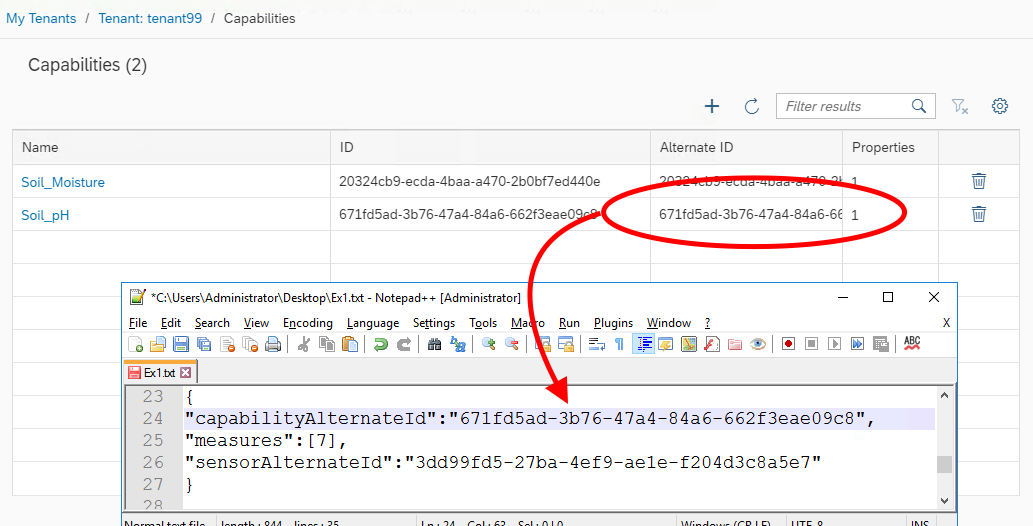 My Tenants / Tenant: tenant99 / Capabilities
Capabilities (2)
Filter results
Name ID Alternate ID Properties
Soil_Moisture 20324cb9-ecda-4baa-a470-2b0bf7ed440e 20324cb9-ecda-4baa-a470-2 1
Soil_pH 671fd5ad-3b76-47a4-84a6-662f3eae09c8 671fd5ad-3b76-47a4-84a6-66 1
*C:\Users\Administrator\Desktop\Ex1.txt - Notepad++ [Administrator]
File Edit Search View Encoding Language Settings Tools Macro Run Plugins Window ? X
ABC
Ex1.txt
23 {
24 "capabilityAlternateId":"671fd5ad-3b76-47a4-84a6-662f3eae09c8",
25 "measures":[7],
26 "sensorAlternateId":"3dd99fd5-27ba-4ef9-ae1e-f204d3c8a5e7"
27 }
28
Normal text file length : 844 lines : 35 Ln : 24 Col : 63 Sel : 0 | 0 Windows (CR LF) UTF-8 INS